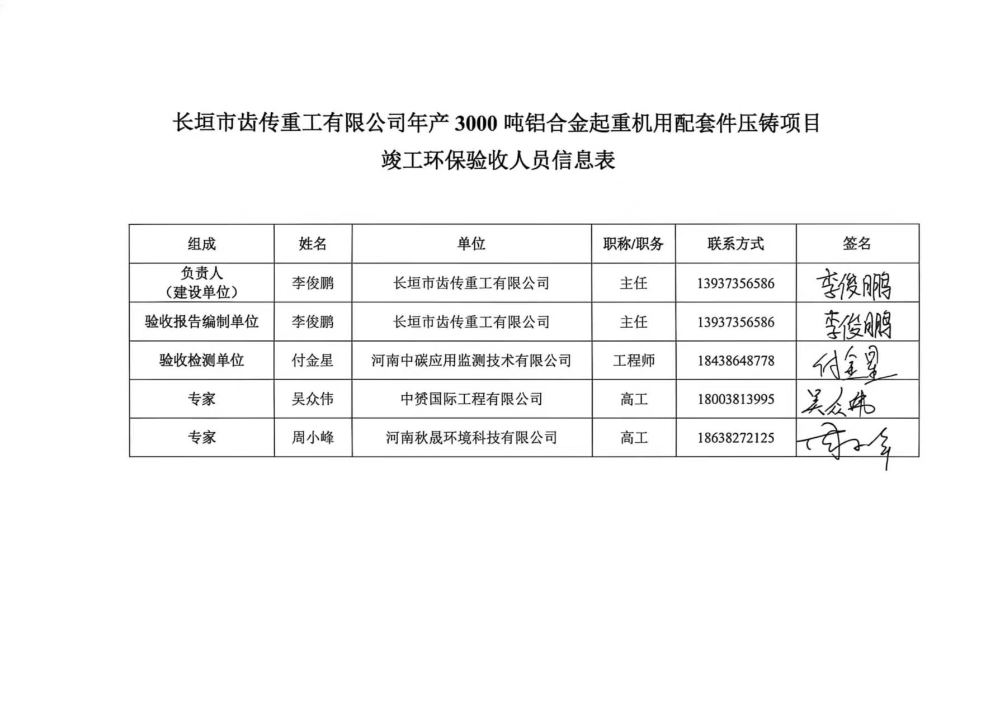 长垣市齿传重工有限公司年产 3000 吨铝合金起重机用配套件压铸项目
竣工环保验收人员信息表
组成 姓名 单位 职称/职务 联系方式 签名
负责人
（建设单位） 李俊鹏 长垣市齿传重工有限公司 主任 13937356586 李俊鹏
验收报告编制单位 李俊鹏 长垣市齿传重工有限公司 主任 13937356586 李俊鹏
验收检测单位 付金星 河南中碳应用监测技术有限公司 工程师 18438648778 付金星
专家 吴众伟 中赟国际工程有限公司 高工 18003813995 吴众伟
专家 周小峰 河南秋晟环境科技有限公司 高工 18638272125 周小峰